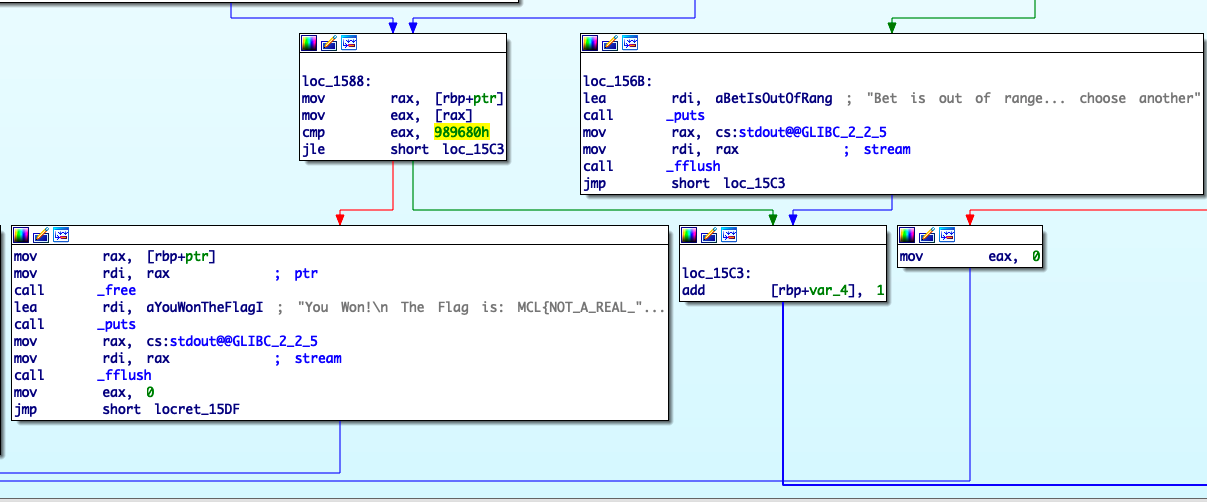 loc_1588:
mov rax, [rbp+ptr]
mov eax, [rax]
cmp eax, 989680h
jle short loc_15C3
loc_156B:
lea rdi, aBetIsOutOfRang ; "Bet is out of range... choose another"
call _puts
mov rax, cs:stdout@@GLIBC_2_2_5
mov rdi, rax ; stream
call _fflush
jmp short loc_15C3
mov rax, [rbp+ptr]
mov rdi, rax ; ptr
call _free
lea rdi, aYouWonTheFlagI ; "You Won!\n The Flag is: MCL{NOT_A_REAL_"...
call _puts
mov rax, cs:stdout@@GLIBC_2_2_5
mov rdi, rax ; stream
call _fflush
mov eax, 0
jmp short locret_15DF
loc_15C3:
add [rbp+var_4], 1
mov eax, 0